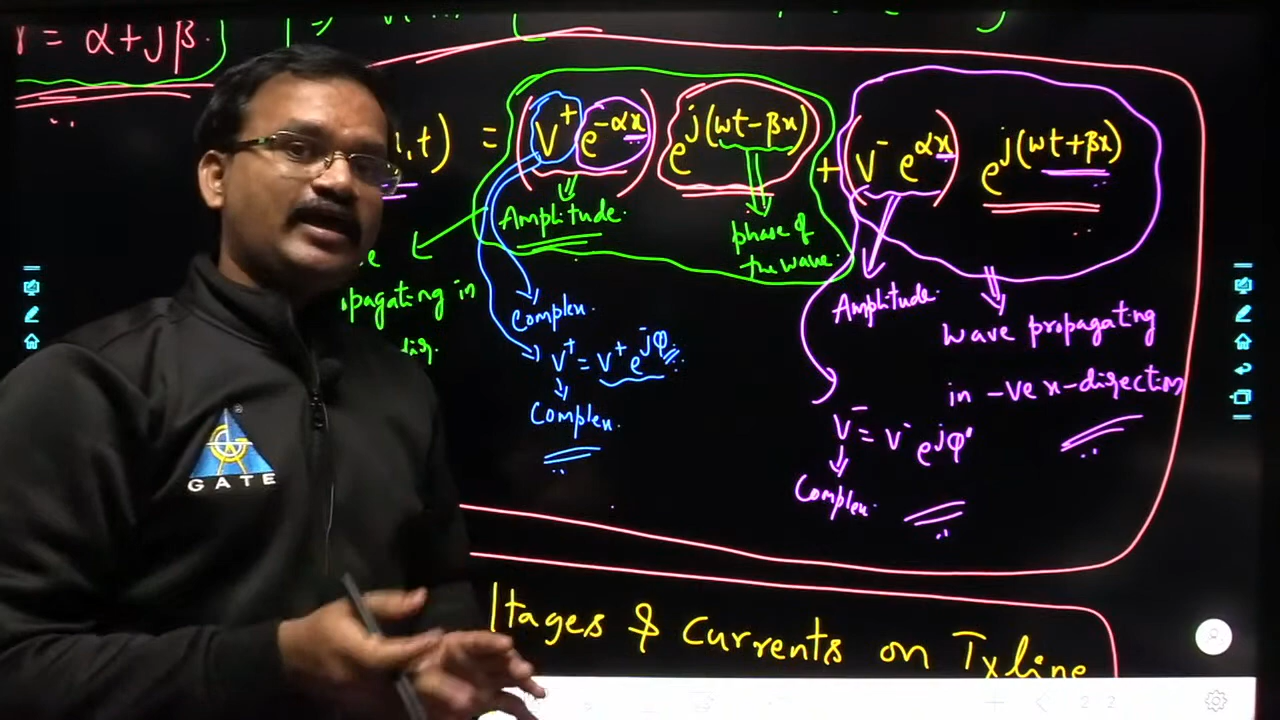 γ = α+jβ.
,t) = (V⁺ e^-αx) e^j(ωt-βx) + (V⁻ e^αx) e^j(ωt+βx)
Amplitude.
phase of
the wave.
Amplitude.
wave propagating
in -ve x-direction
pagating in
dir.
Complex.
V⁺ = V⁺ e^jφ
Complex.
V⁻ = V⁻ e^jφ'
Complex.
GATE
ltages & Currents on Txline